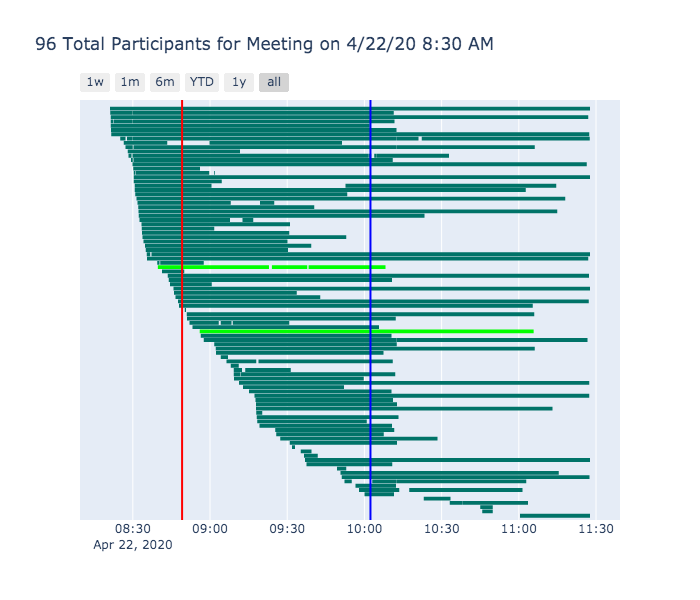 96 Total Participants for Meeting on 4/22/20 8:30 AM
1w 1m 6m YTD 1y all
08:30 09:00 09:30 10:00 10:30 11:00 11:30
Apr 22, 2020